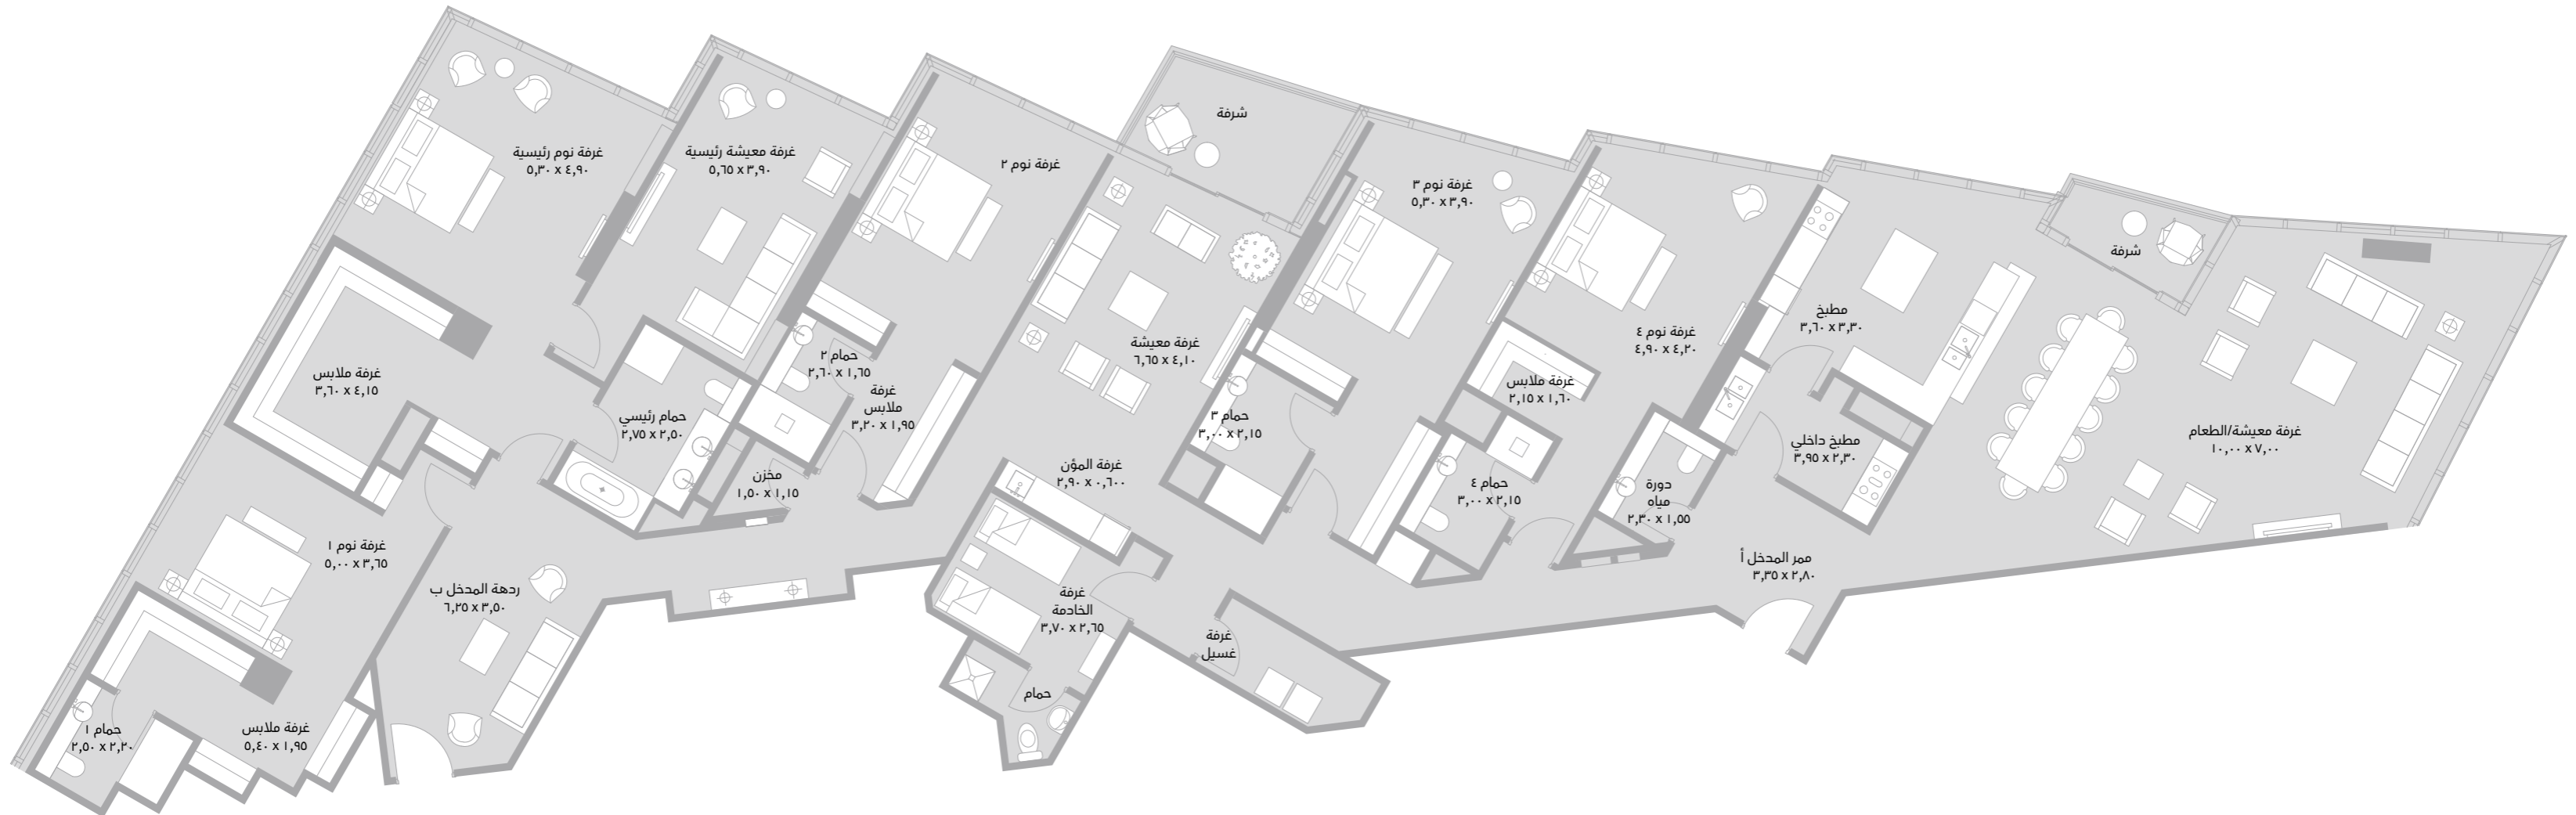 غرفة نوم رئيسية
٥,٣٠ x ٤,٩٠
غرفة معيشة رئيسية
٥,٦٥ x ٣,٩٠
غرفة نوم ٢
شرفة
غرفة نوم ٣
٥,٣٠ x ٣,٩٠
غرفة نوم ٤
٤,٩٠ x ٤,٢٠
مطبخ
٣,٦٠ x ٣,٣٠
شرفة
غرفة معيشة/الطعام
١٠,٠٠ x ٧,٠٠
غرفة ملابس
٣,٦٠ x ٤,١٥
حمام رئيسي
٢,٧٥ x ٢,٥٠
حمام ٢
٢,٦٠ x ١,٦٥
غرفة
ملابس
٣,٢٠ x ١,٩٥
غرفة معيشة
٦,٦٥ x ٤,١٠
حمام ٣
٣,٠٠ x ٢,١٥
غرفة ملابس
٢,١٥ x ١,٦٠
مطبخ داخلي
٣,٩٥ x ٢,٣٠
مخزن
١,٥٠ x ١,١٥
غرفة المؤن
٢,٩٠ x ٠,٦٠٠
حمام ٤
٣,٠٠ x ٢,١٥
دورة
مياه
٢,٣٠ x ١,٥٥
غرفة نوم ١
٥,٠٠ x ٣,٦٥
ردهة المدخل ب
٦,٢٥ x ٣,٥٠
غرفة
الخادمة
٣,٧٠ x ٢,٦٥
ممر المدخل أ
٣,٣٥ x ٢,٨٠
غرفة
غسيل
حمام
حمام ١
٢,٥٠ x ٢,٢٠
غرفة ملابس
٥,٤٠ x ١,٩٥